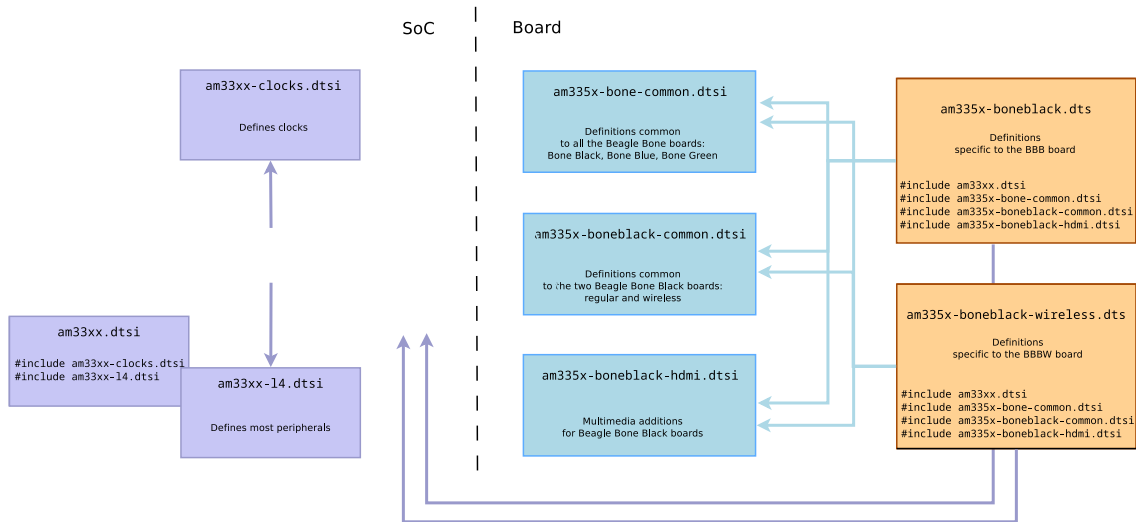 SoC
Board
am33xx-clocks.dtsi
Defines clocks
am33xx.dtsi
#include am33xx-clocks.dtsi
#include am33xx-l4.dtsi
am33xx-l4.dtsi
Defines most peripherals
am335x-bone-common.dtsi
Definitions common
to all the Beagle Bone boards:
Bone Black, Bone Blue, Bone Green
am335x-boneblack-common.dtsi
Definitions common
to the two Beagle Bone Black boards:
regular and wireless
am335x-boneblack-hdmi.dtsi
Multimedia additions
for Beagle Bone Black boards
am335x-boneblack.dts
Definitions
specific to the BBB board
#include am33xx.dtsi
#include am335x-bone-common.dtsi
#include am335x-boneblack-common.dtsi
#include am335x-boneblack-hdmi.dtsi
am335x-boneblack-wireless.dts
Definitions
specific to the BBBW board
#include am33xx.dtsi
#include am335x-bone-common.dtsi
#include am335x-boneblack-common.dtsi
#include am335x-boneblack-hdmi.dtsi